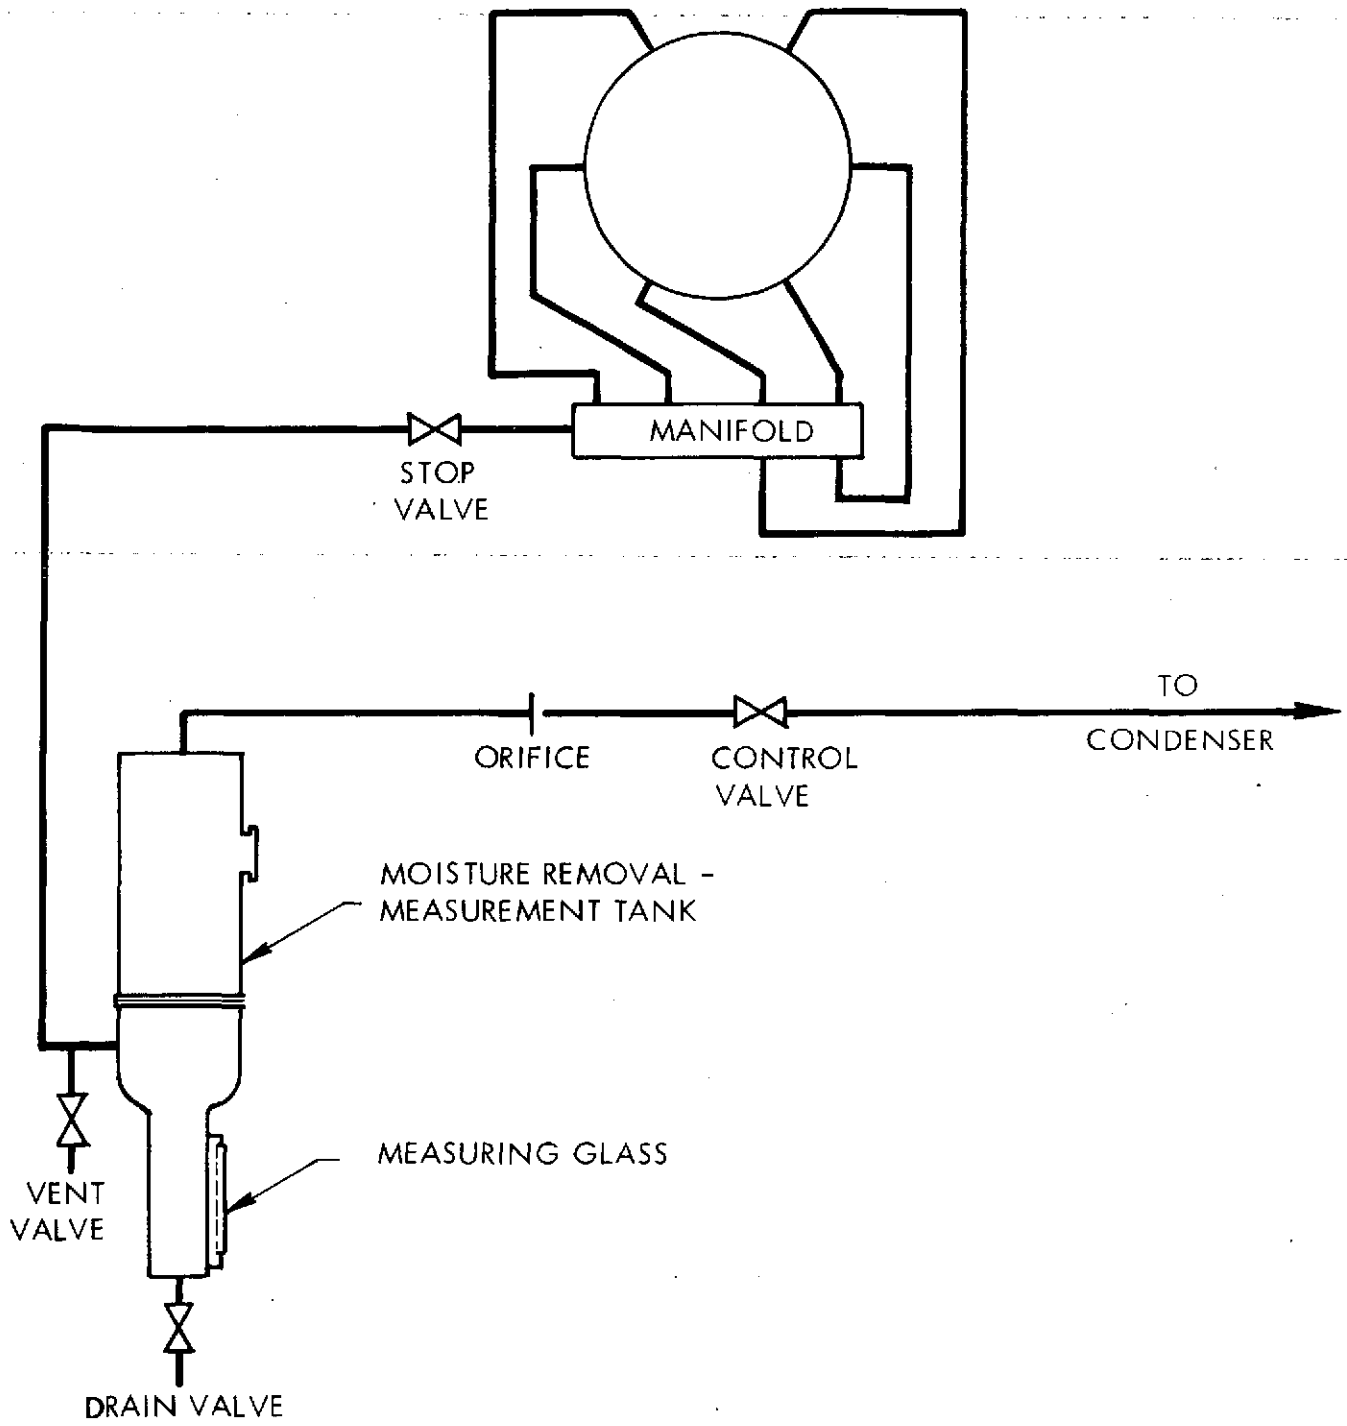 MANIFOLD
STOP
VALVE
TO
CONDENSER
ORIFICE
CONTROL
VALVE
MOISTURE REMOVAL -
MEASUREMENT TANK
MEASURING GLASS
VENT
VALVE
DRAIN VALVE